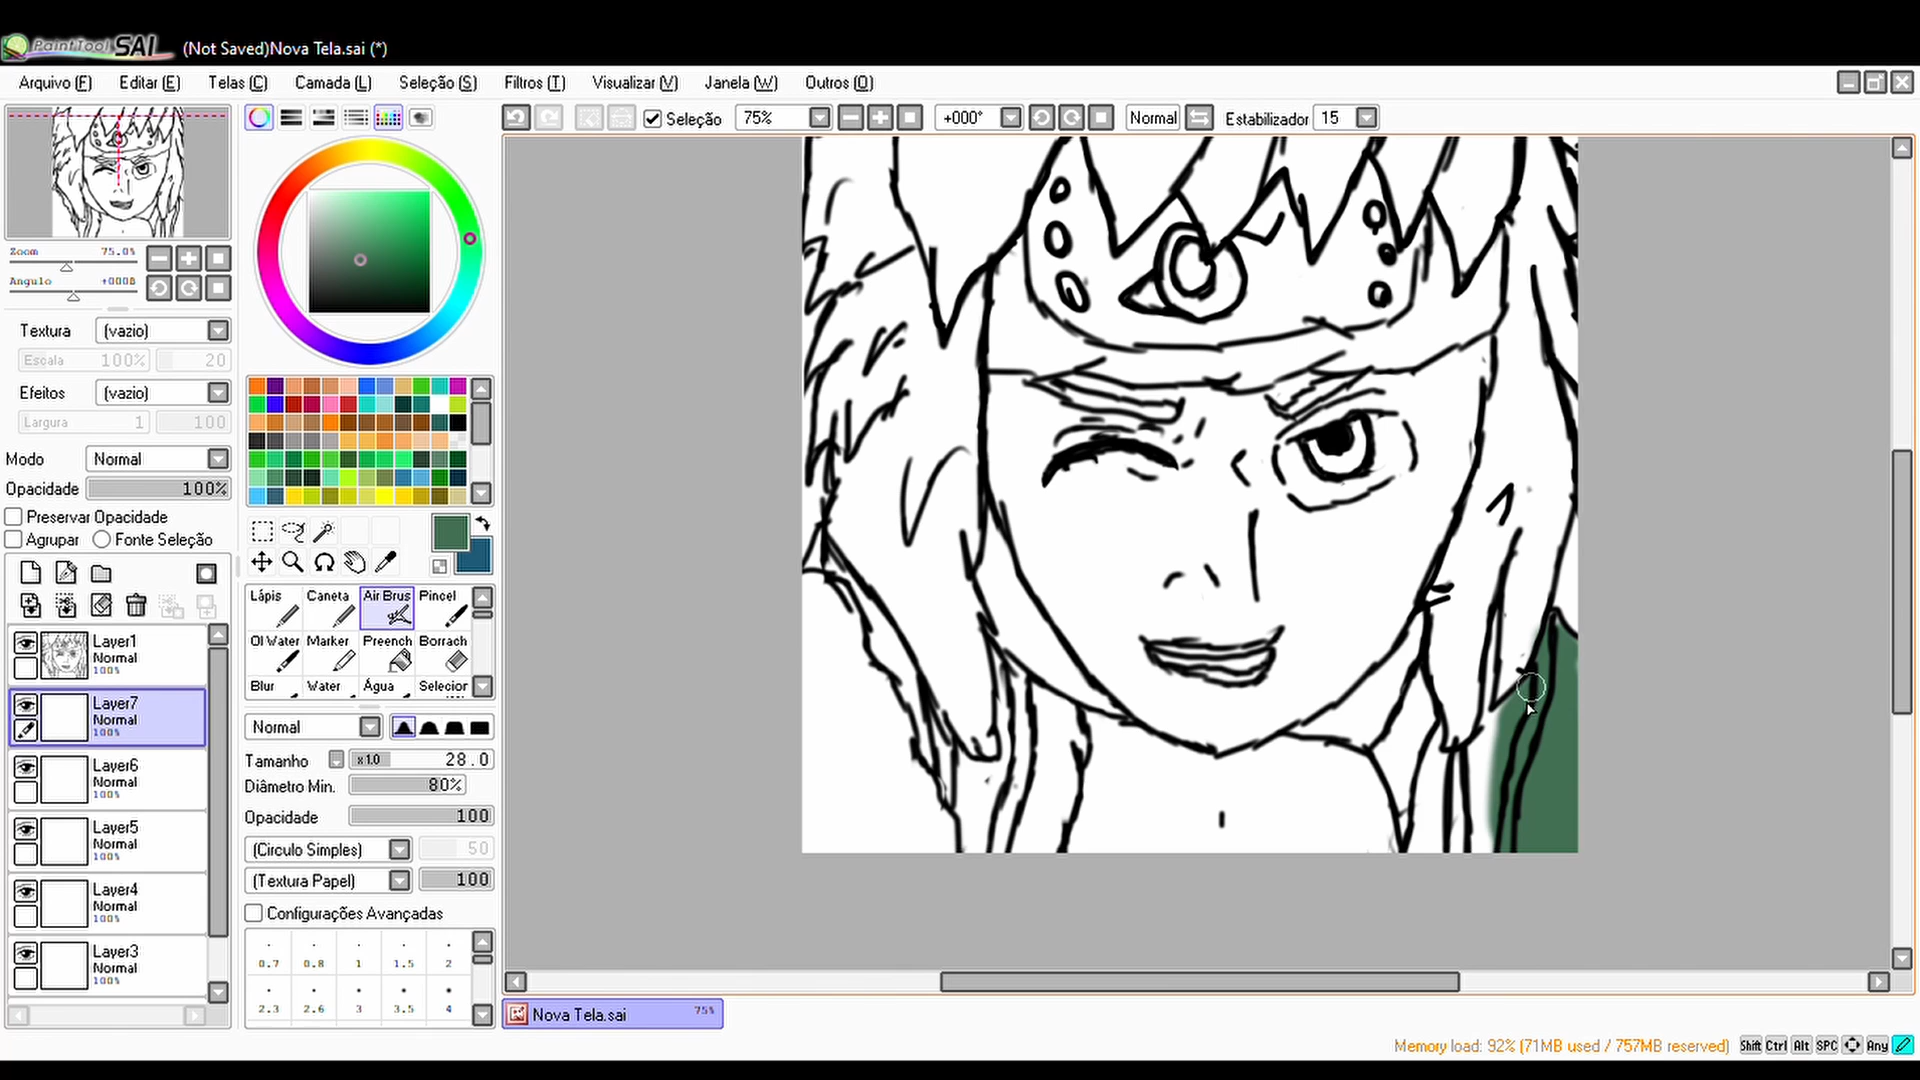 PaintTool SAI (Not Saved)Nova Tela.sai (*)
Arquivo (F) Editar (E) Telas (C) Camada (L) Seleção (S) Filtros (T) Visualizar (V) Janela (W) Outros (O)
Seleção 75% +000° Normal Estabilizador 15
Zoom 75.0%
Angulo +000B
Textura (vazio)
Escala 100% 20
Efeitos (vazio)
Largura 1 100
Modo Normal
Opacidade 100%
Preservar Opacidade
Agrupar Fonte Seleção
Layer1
Normal
100%
Layer7
Normal
100%
Layer6
Normal
100%
Layer5
Normal
100%
Layer4
Normal
100%
Layer3
Normal
100%
Lápis Caneta Air Brus Pincel
Ol Water Marker Preench Borrach
Blur Water Água Selecior
Normal
Tamanho x1.0 28.0
Diâmetro Min. 80%
Opacidade 100
(Circulo Simples) 50
(Textura Papel) 100
Configurações Avançadas
0.7 0.8 1 1.5 2
2.3 2.6 3 3.5 4
Nova Tela.sai 75%
Memory load: 92% (71MB used / 757MB reserved) Shift Ctrl Alt SPC Any